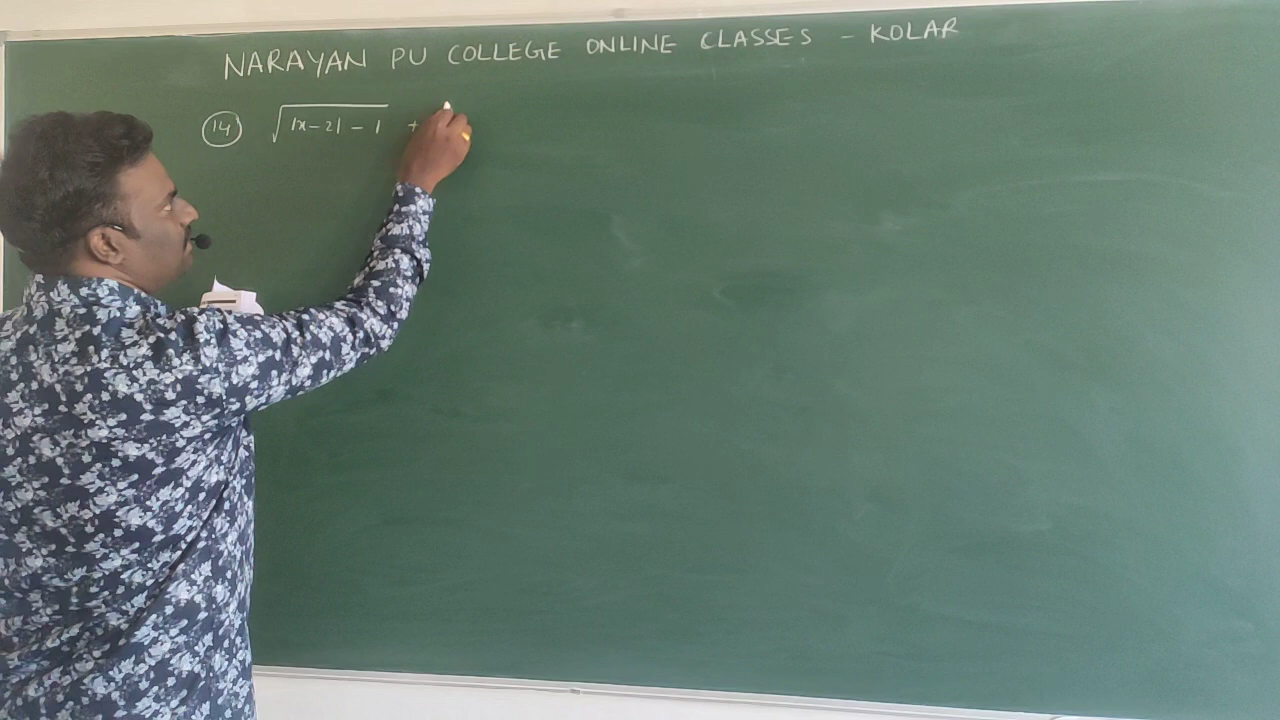 NARAYAN PU COLLEGE ONLINE CLASSES - KOLAR
14 √|x-2| - 1 +